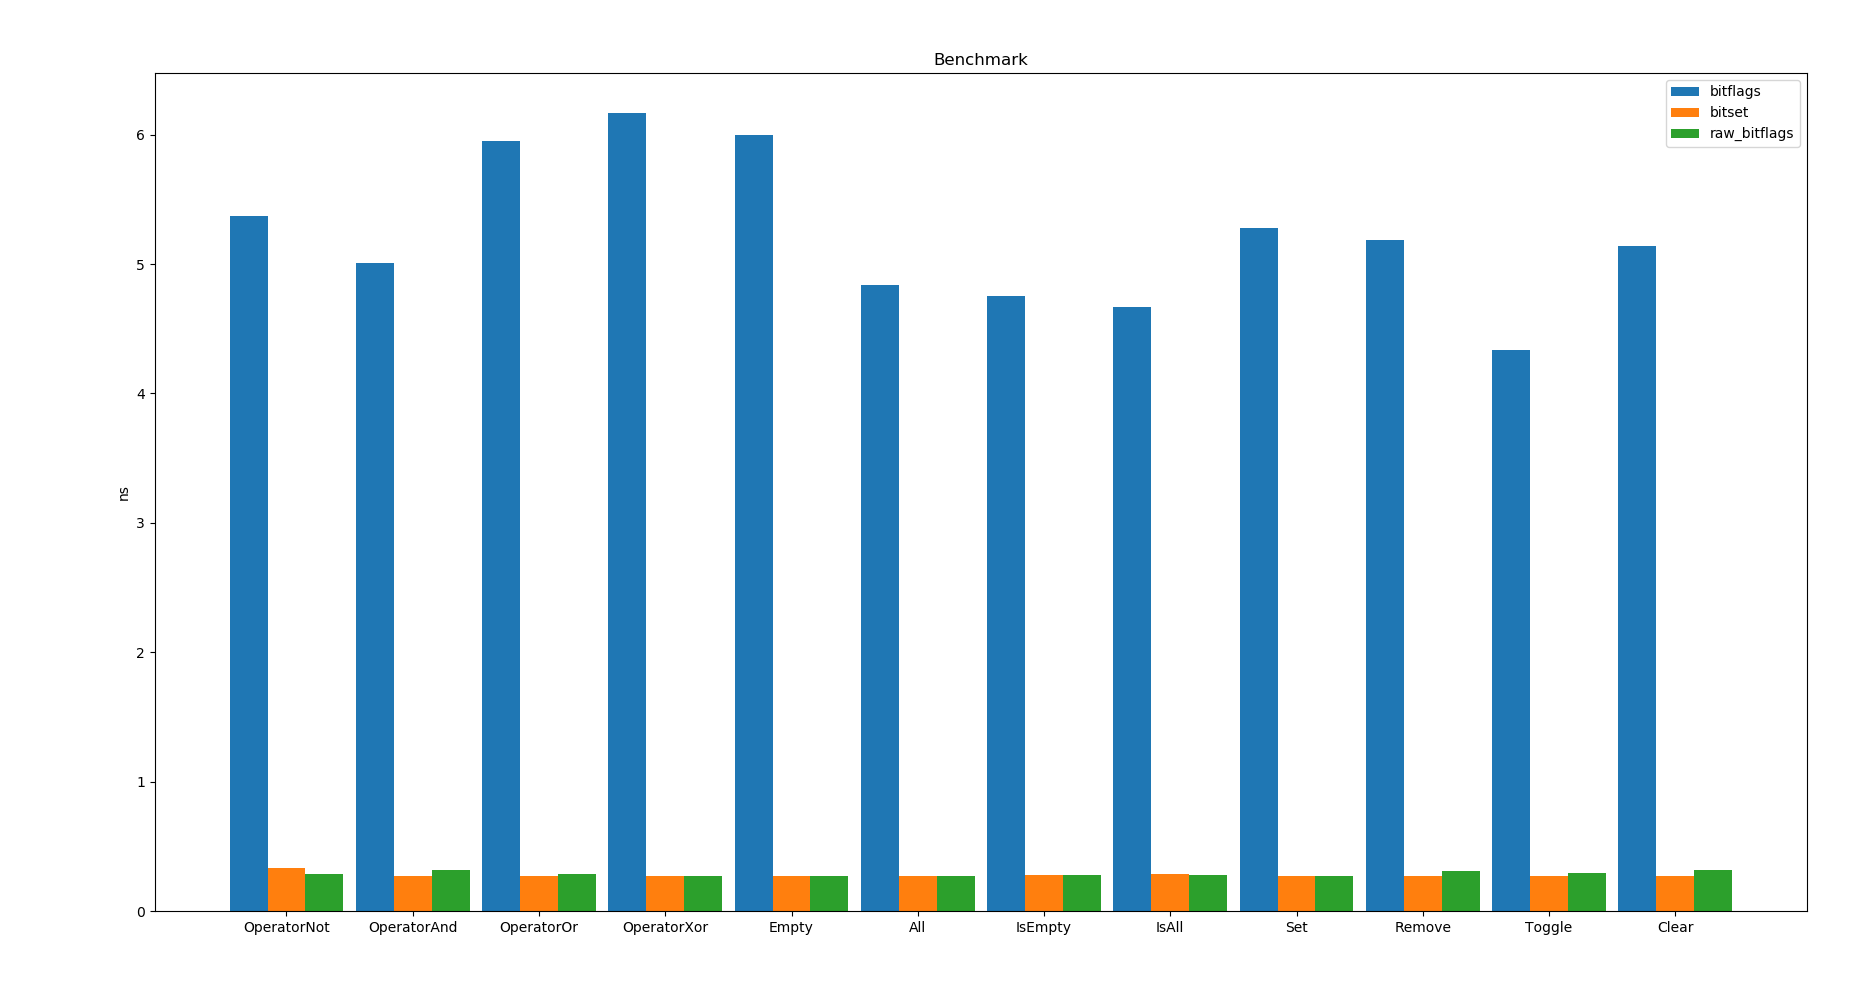 Benchmark
bitflags
bitset
raw_bitflags
6
5
4
3
2
1
0
ns
OperatorNot OperatorAnd OperatorOr OperatorXor Empty All IsEmpty IsAll Set Remove Toggle Clear